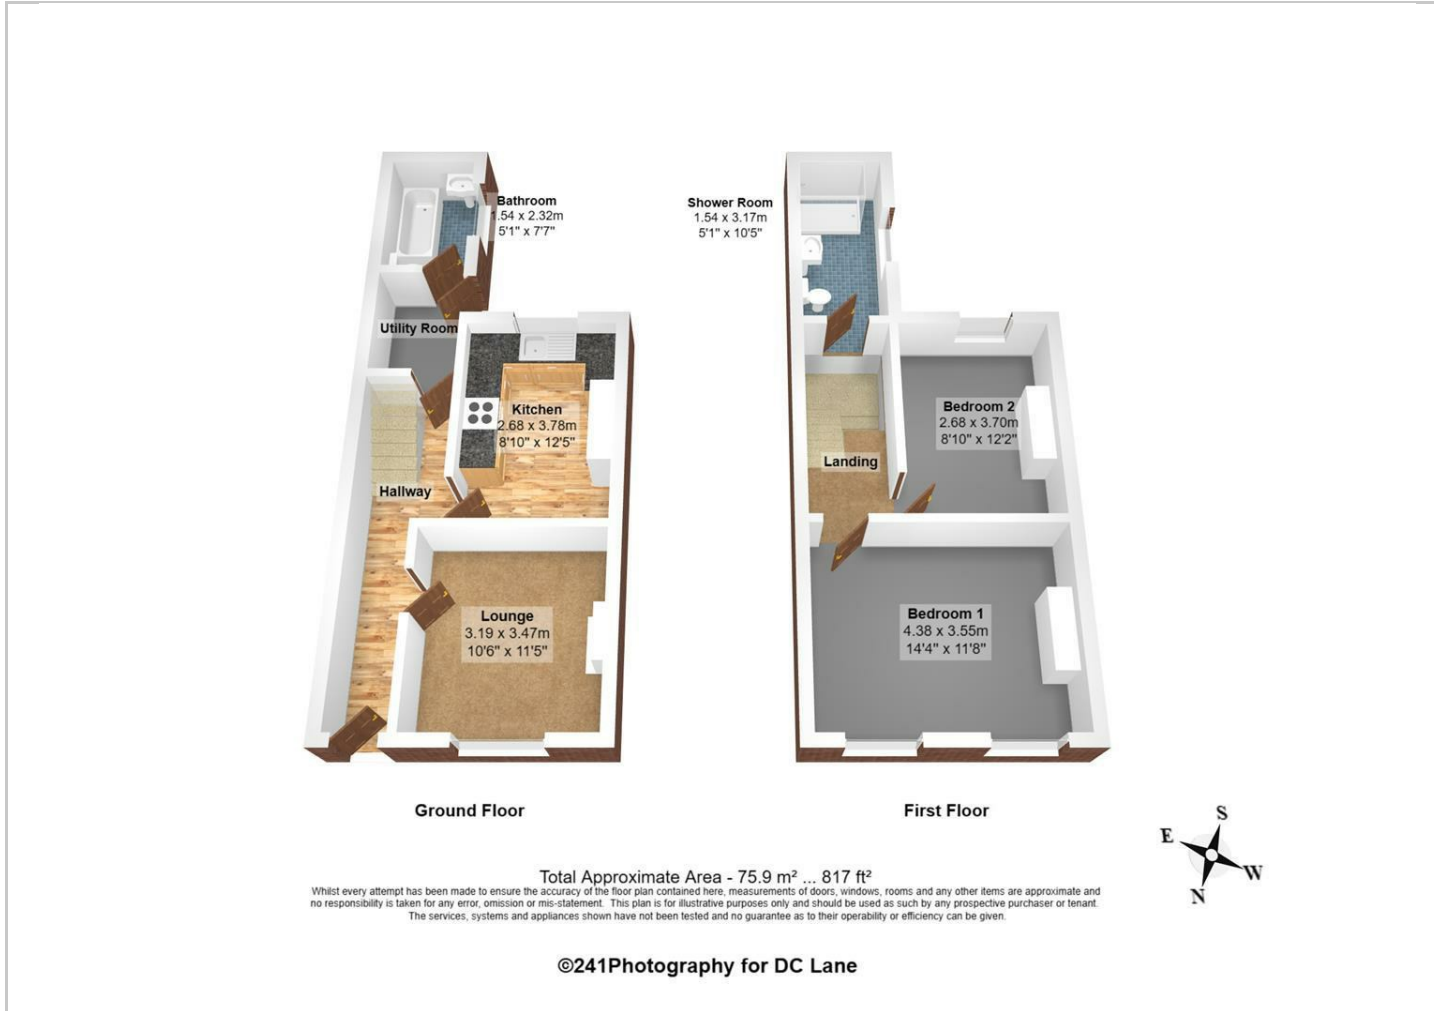 Bathroom
1.54 x 2.32m
5'1" x 7'7"
Shower Room
1.54 x 3.17m
5'1" x 10'5"
Utility Room
Kitchen
2.68 x 3.78m
8'10" x 12'5"
Hallway
Lounge
3.19 x 3.47m
10'6" x 11'5"
Bedroom 2
2.68 x 3.70m
8'10" x 12'2"
Landing
Bedroom 1
4.38 x 3.55m
14'4" x 11'8"
Ground Floor
First Floor
S
E
W
N
Total Approximate Area - 75.9 m² ... 817 ft²
Whilst every attempt has been made to ensure the accuracy of the floor plan contained here, measurements of doors, windows, rooms and any other items are approximate and
no responsibility is taken for any error, omission or mis-statement. This plan is for illustrative purposes only and should be used as such by any prospective purchaser or tenant.
The services, systems and appliances shown have not been tested and no guarantee as to their operability or efficiency can be given.
©241Photography for DC Lane